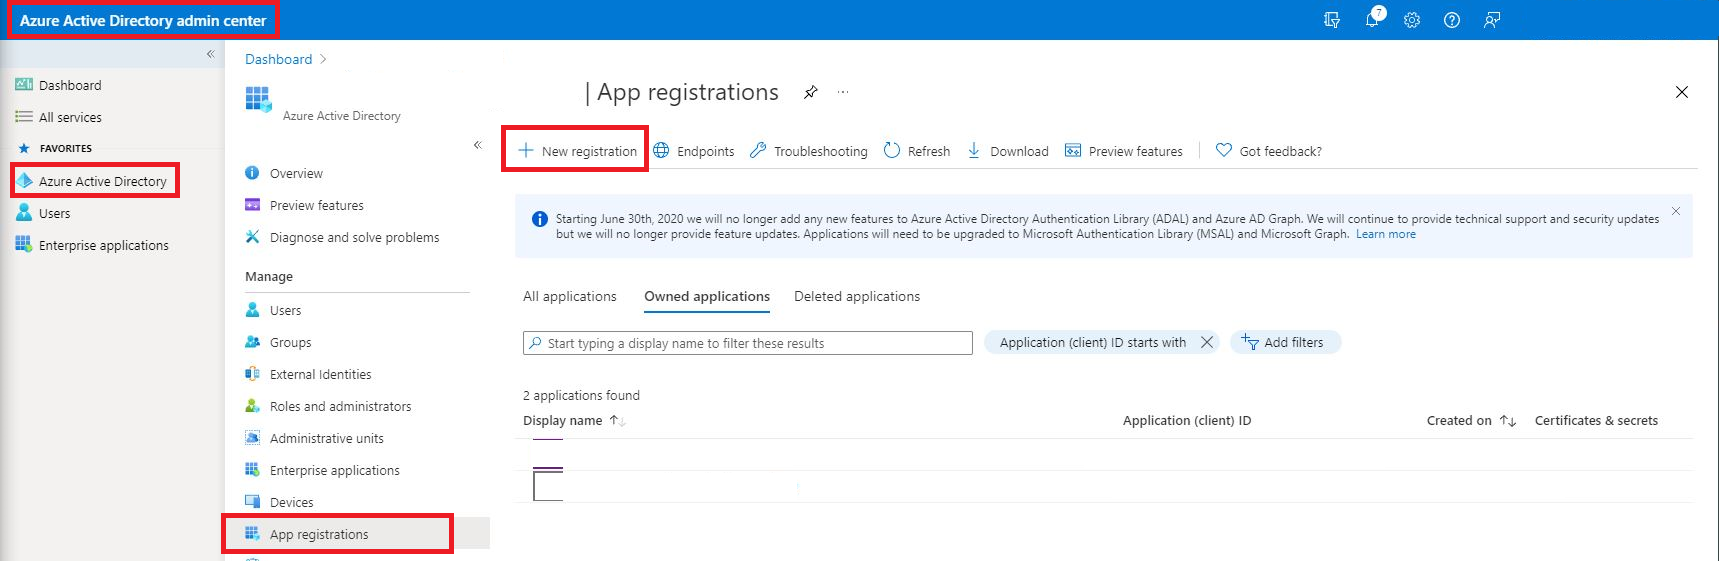 Azure Active Directory admin center
7
«
Dashboard
All services
FAVORITES
Azure Active Directory
Users
Enterprise applications
Dashboard >
| App registrations
...
Azure Active Directory
«
Overview
Preview features
Diagnose and solve problems
Manage
Users
Groups
External Identities
Roles and administrators
Administrative units
Enterprise applications
Devices
App registrations
New registration Endpoints Troubleshooting Refresh Download Preview features Got feedback?
Starting June 30th, 2020 we will no longer add any new features to Azure Active Directory Authentication Library (ADAL) and Azure AD Graph. We will continue to provide technical support and security updates
but we will no longer provide feature updates. Applications will need to be upgraded to Microsoft Authentication Library (MSAL) and Microsoft Graph. Learn more
All applications Owned applications Deleted applications
Start typing a display name to filter these results Application (client) ID starts with Add filters
2 applications found
Display name Application (client) ID Created on Certificates & secrets